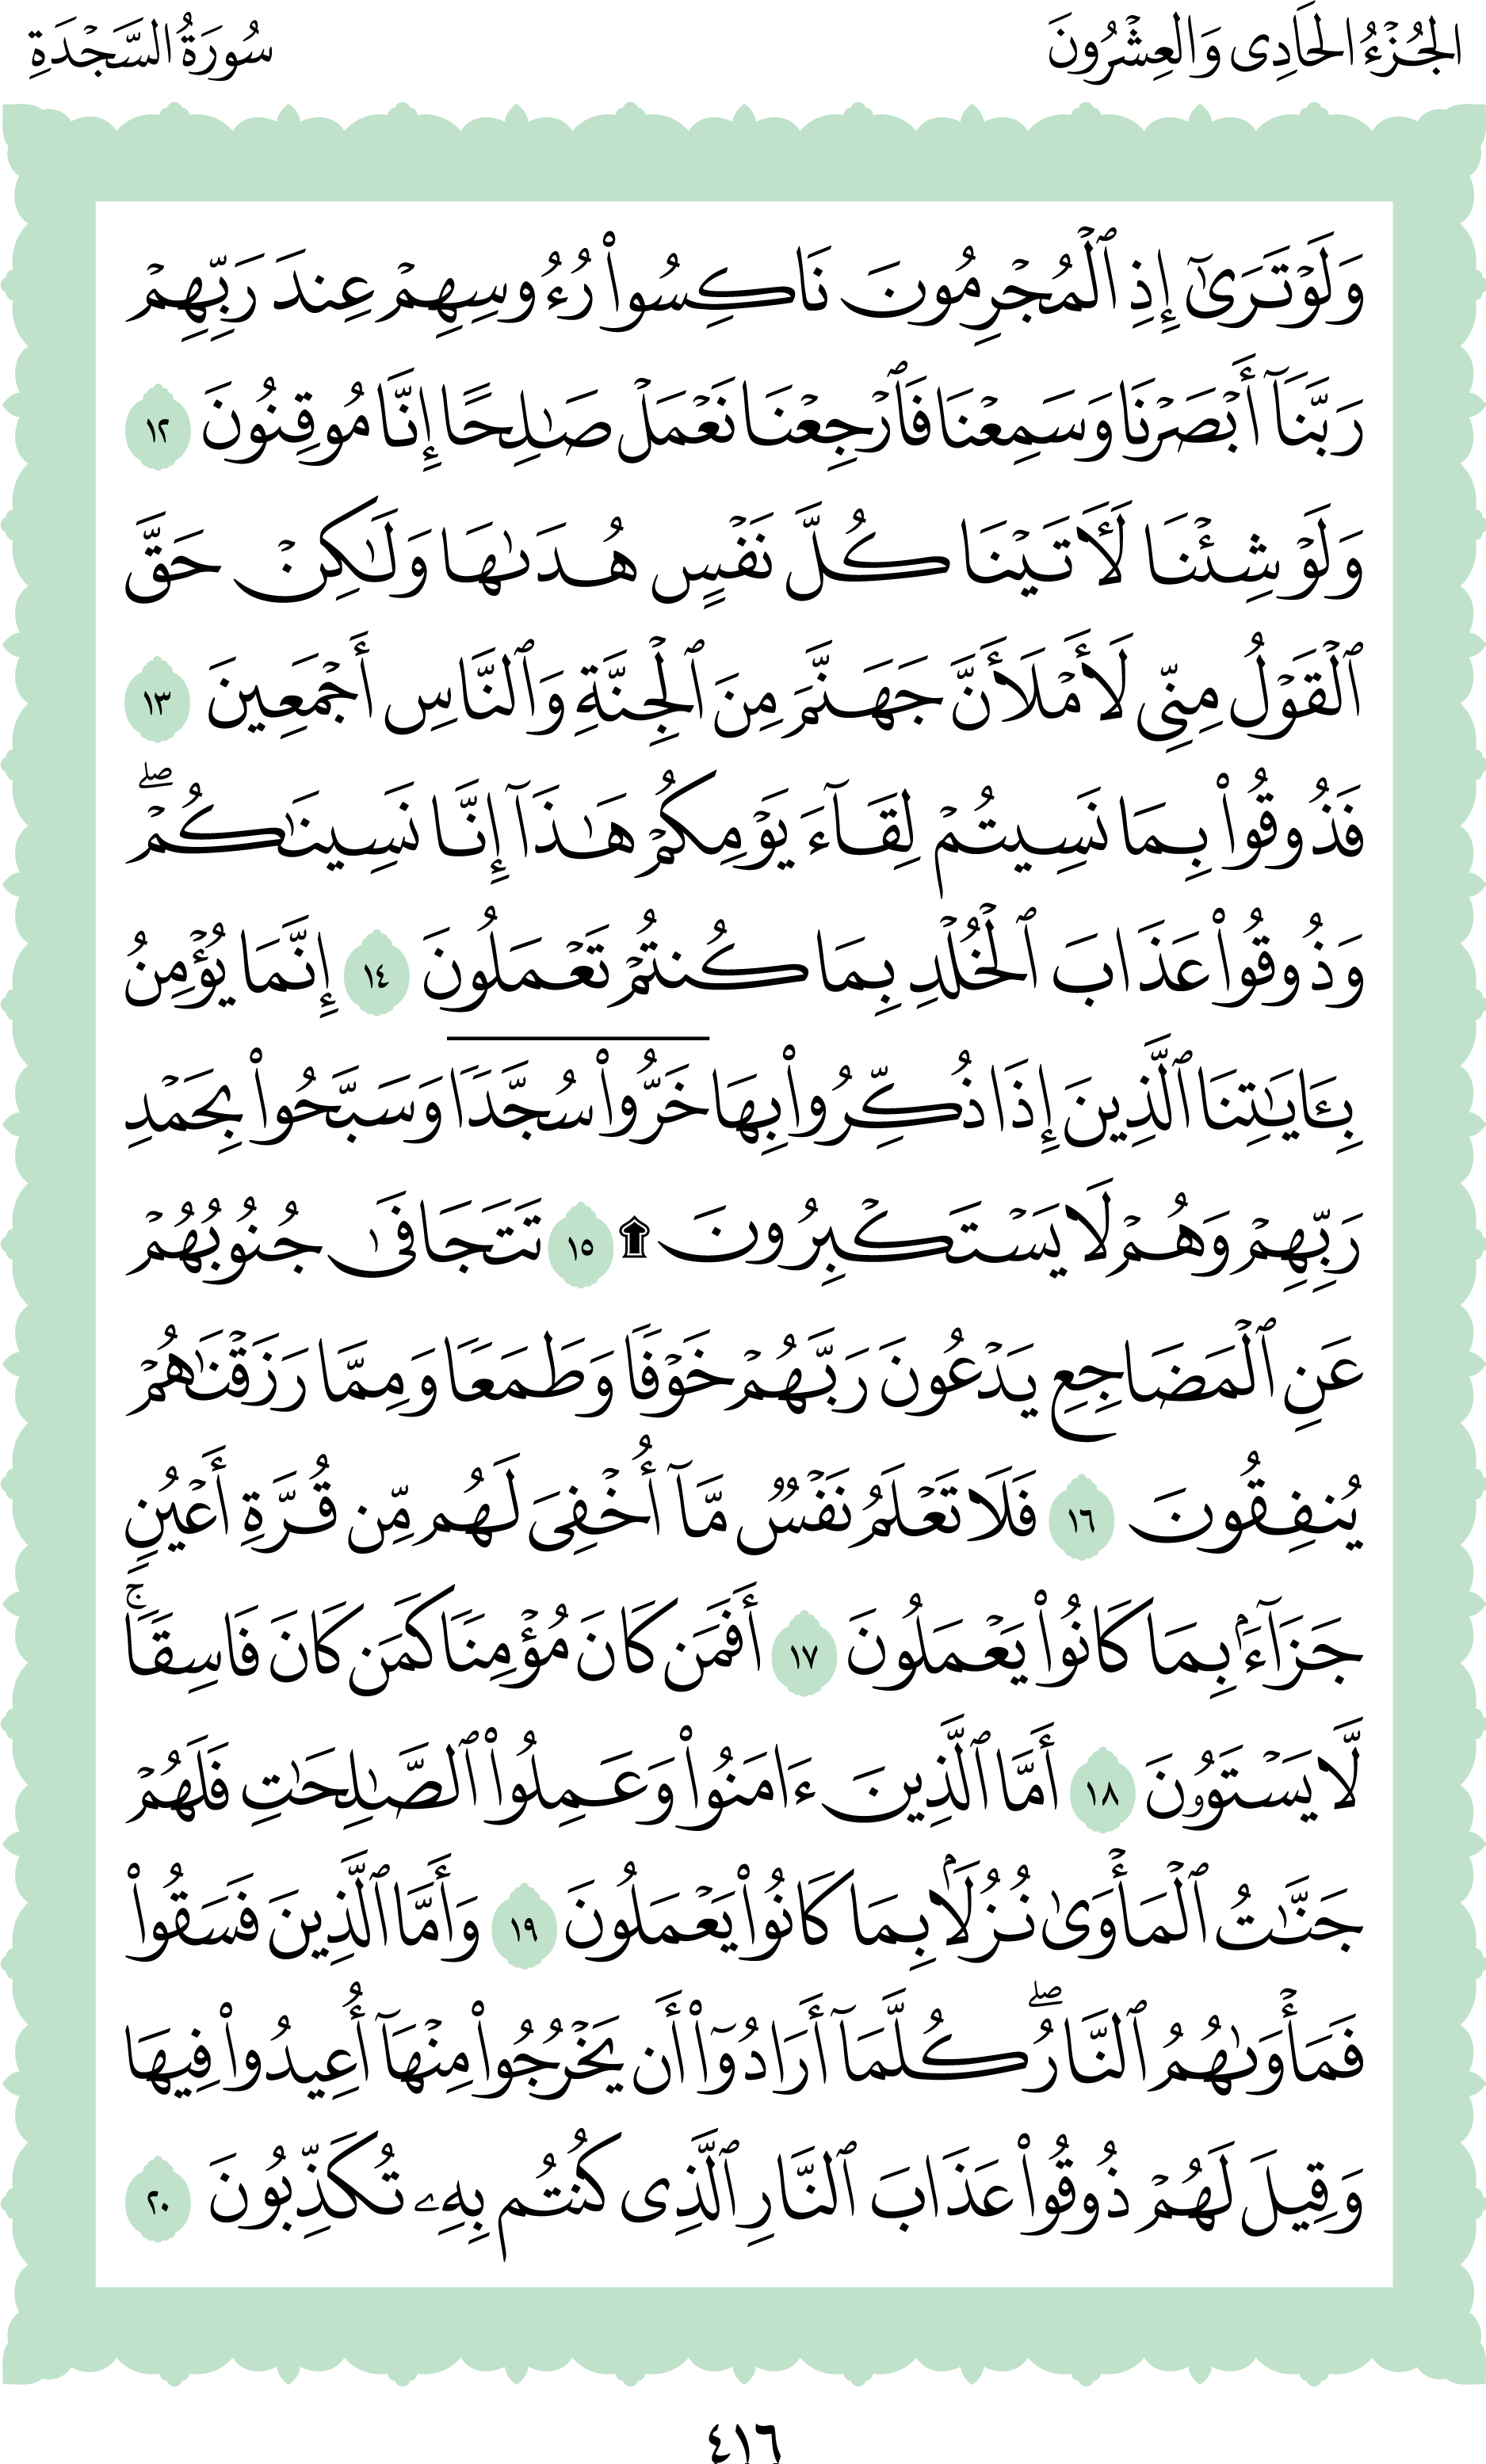 الجُزْءُ الحَادِى وَالعِشْرُونَ
سُورَةُ السَّجْدَةِ
وَلَوْ تَرَىٰٓ إِذِ ٱلْمُجْرِمُونَ نَاكِسُوا۟ رُءُوسِهِمْ عِندَ رَبِّهِمْ
رَبَّنَآ أَبْصَرْنَا وَسَمِعْنَا فَٱرْجِعْنَا نَعْمَلْ صَـٰلِحًا إِنَّا مُوقِنُونَ ١٢
وَلَوْ شِئْنَا لَـَٔاتَيْنَا كُلَّ نَفْسٍ هُدَىٰهَا وَلَـٰكِنْ حَقَّ
ٱلْقَوْلُ مِنِّى لَأَمْلَأَنَّ جَهَنَّمَ مِنَ ٱلْجِنَّةِ وَٱلنَّاسِ أَجْمَعِينَ ١٣
فَذُوقُوا۟ بِمَا نَسِيتُمْ لِقَآءَ يَوْمِكُمْ هَـٰذَآ إِنَّا نَسِينَـٰكُمْ ۖ
وَذُوقُوا۟ عَذَابَ ٱلْخُلْدِ بِمَا كُنتُمْ تَعْمَلُونَ ١٤ إِنَّمَا يُؤْمِنُ
بِـَٔايَـٰتِنَا ٱلَّذِينَ إِذَا ذُكِّرُوا۟ بِهَا خَرُّوا۟ سُجَّدًا وَسَبَّحُوا۟ بِحَمْدِ
رَبِّهِمْ وَهُمْ لَا يَسْتَكْبِرُونَ ۩ ١٥ تَتَجَافَىٰ جُنُوبُهُمْ
عَنِ ٱلْمَضَاجِعِ يَدْعُونَ رَبَّهُمْ خَوْفًا وَطَمَعًا وَمِمَّا رَزَقْنَـٰهُمْ
يُنفِقُونَ ١٦ فَلَا تَعْلَمُ نَفْسٌ مَّآ أُخْفِىَ لَهُم مِّن قُرَّةِ أَعْيُنٍ
جَزَآءًۢ بِمَا كَانُوا۟ يَعْمَلُونَ ١٧ أَفَمَن كَانَ مُؤْمِنًا كَمَن كَانَ فَاسِقًا ۚ
لَّا يَسْتَوُۥنَ ١٨ أَمَّا ٱلَّذِينَ ءَامَنُوا۟ وَعَمِلُوا۟ ٱلصَّـٰلِحَـٰتِ فَلَهُمْ
جَنَّـٰتُ ٱلْمَأْوَىٰ نُزُلًۢا بِمَا كَانُوا۟ يَعْمَلُونَ ١٩ وَأَمَّا ٱلَّذِينَ فَسَقُوا۟
فَمَأْوَىٰهُمُ ٱلنَّارُ ۖ كُلَّمَآ أَرَادُوٓا۟ أَن يَخْرُجُوا۟ مِنْهَآ أُعِيدُوا۟ فِيهَا
وَقِيلَ لَهُمْ ذُوقُوا۟ عَذَابَ ٱلنَّارِ ٱلَّذِى كُنتُم بِهِۦ تُكَذِّبُونَ ٢٠
٤١٦